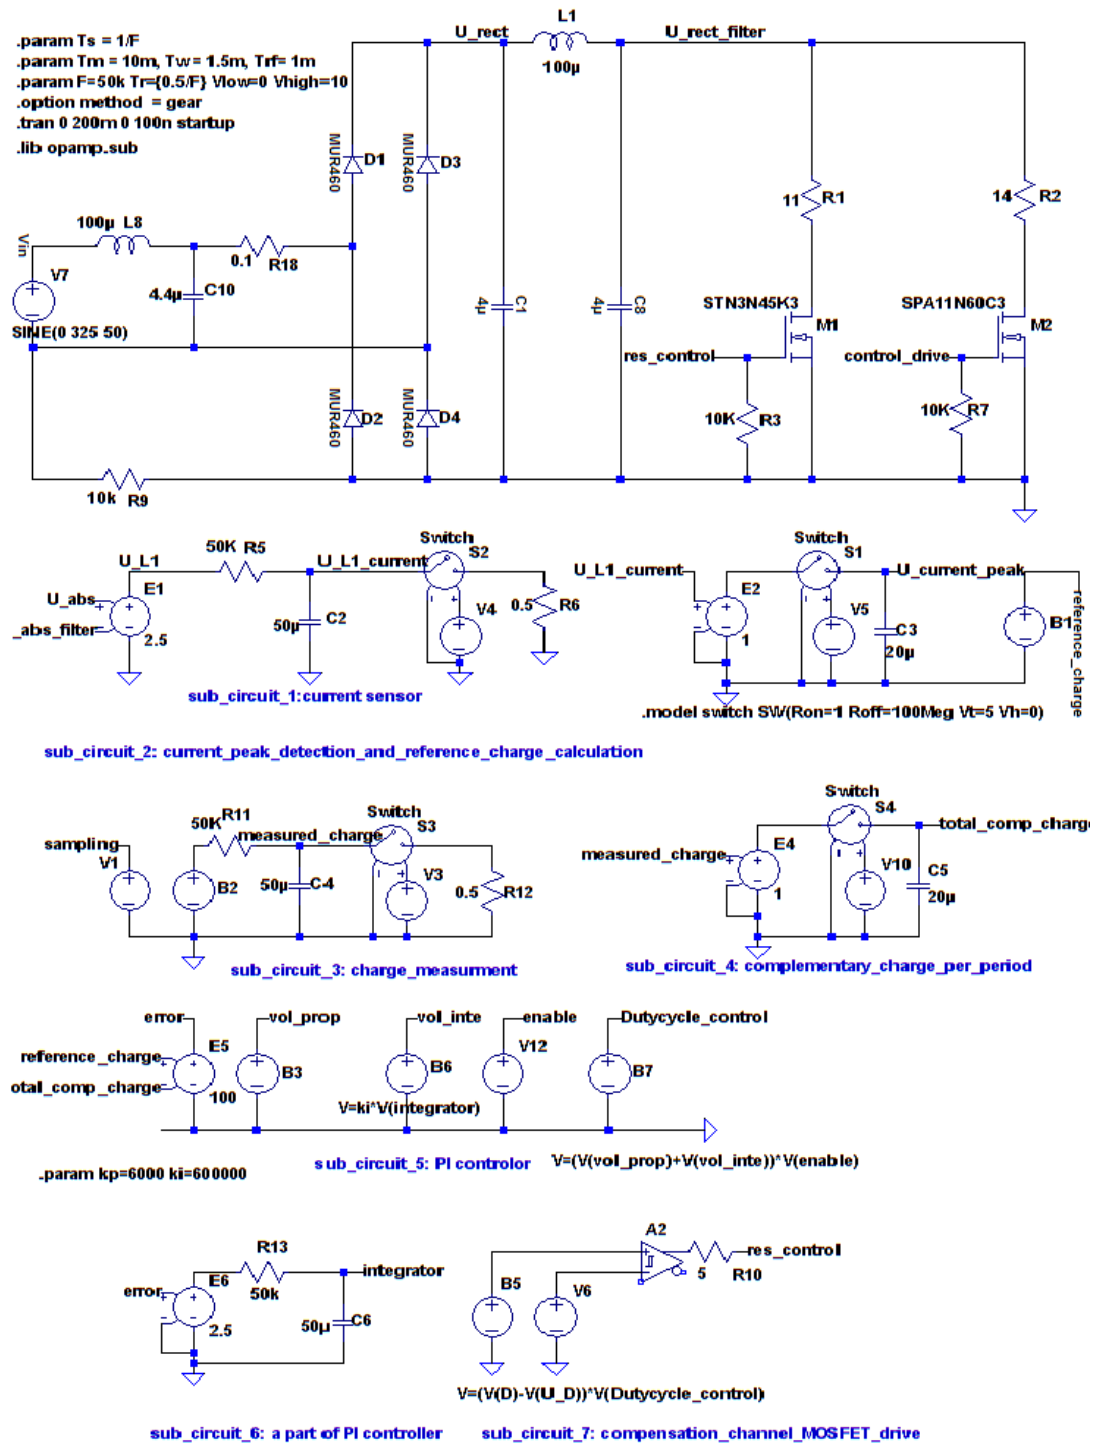 .param Ts = 1/F
.param Tm = 10m, Tw = 1.5m, Trf= 1m
.param F=50k Tr={0.5/F} Vlow=0 Vhigh=10
.option method = gear
.tran 0 200m 0 100n startup
.lib opamp.sub
U_rect
L1
100µ
U_rect_filter
MUR460
D1
MUR460
D3
11
R1
14
R2
100µ L8
Vin
V7
SINE(0 325 50)
4.4µ
C10
0.1
R18
C1
4µ
C8
4µ
STN3N45K3
M1
SPA11N60C3
M2
res_control
control_drive
MUR460
D2
MUR460
D4
10K
R3
10K
R7
10k
R9
U_L1
50K R5
U_L1_current
Switch
S2
U_abs
_abs_filter
E1
2.5
50µ
C2
V4
0.5
R6
sub_circuit_1:current sensor
U_L1_current
E2
1
Switch
S1
V5
U_current_peak
C3
20µ
B1
reference_charge
.model switch SW(Ron=1 Roff=100Meg Vt=5 Vh=0)
sub_circuit_2: current_peak_detection_and_reference_charge_calculation
sampling
V1
B2
50K
R11
measured_charge
50µ
C4
Switch
S3
V3
0.5
R12
sub_circuit_3: charge_measurment
measured_charge
E4
1
Switch
S4
V10
total_comp_charg
C5
20µ
sub_circuit_4: complementary_charge_per_period
error
vol_prop
vol_inte
enable
Dutycycle_control
reference_charge
otal_comp_charge
E5
100
B3
B6
V12
B7
V=ki*V(integrator)
.param kp=6000 ki=600000
sub_circuit_5: PI controlor
V=(V(vol_prop)+V(vol_inte))*V(enable)
error
E6
2.5
R13
50k
integrator
50µ
C6
B5
V6
A2
5
R10
res_control
V=(V(D)-V(U_D))*V(Dutycycle_control)
sub_circuit_6: a part of PI controller
sub_circuit_7: compensation_channel_MOSFET_drive